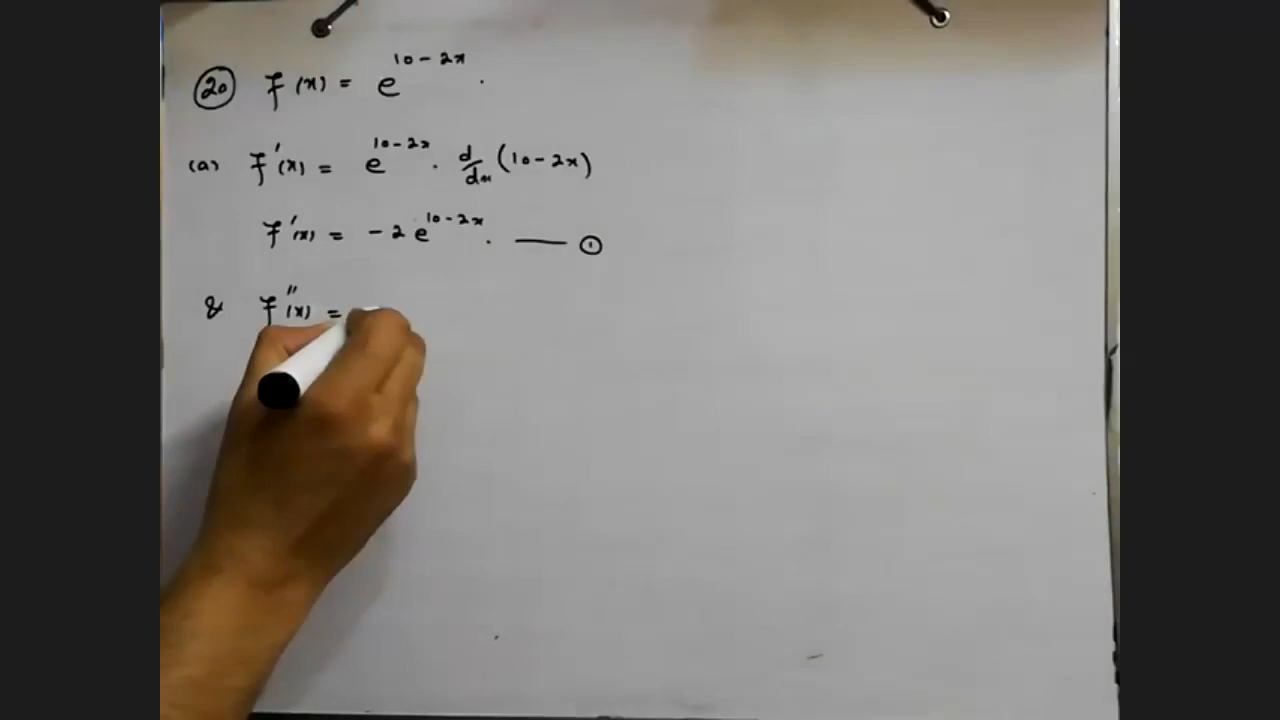 (20) f(x) = e^{10-2x}.
(a) f'(x) = e^{10-2x} . d/dx (10-2x)
f'(x) = -2 e^{10-2x}. —— (1)
& f''(x) =